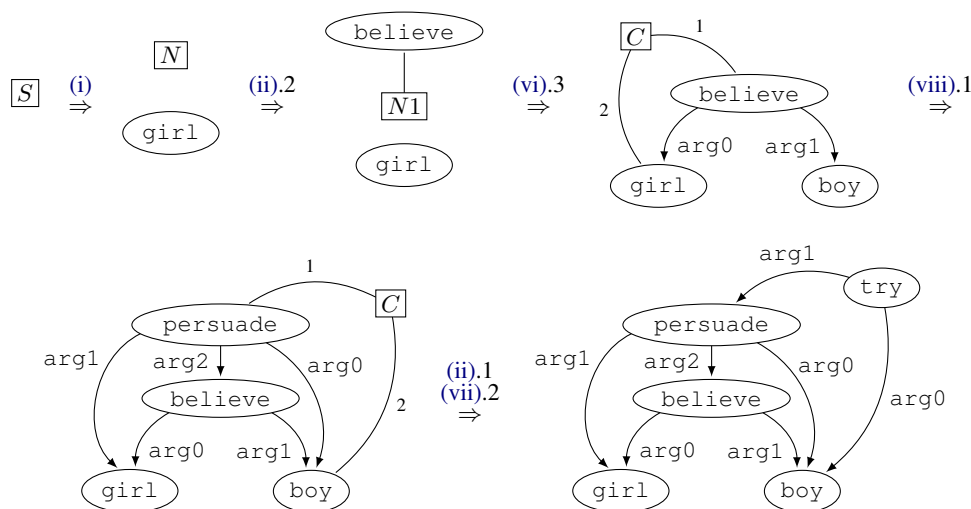 S
(i)
⇒
N
girl
(ii).2
⇒
believe
N1
girl
(vi).3
⇒
C
1
2
believe
arg0
arg1
girl
boy
(viii).1
⇒
1
C
persuade
arg1
arg2
arg0
believe
2
arg0
arg1
girl
boy
(ii).1
(vii).2
⇒
arg1
try
persuade
arg1
arg2
arg0
believe
arg0
arg0
arg1
girl
boy